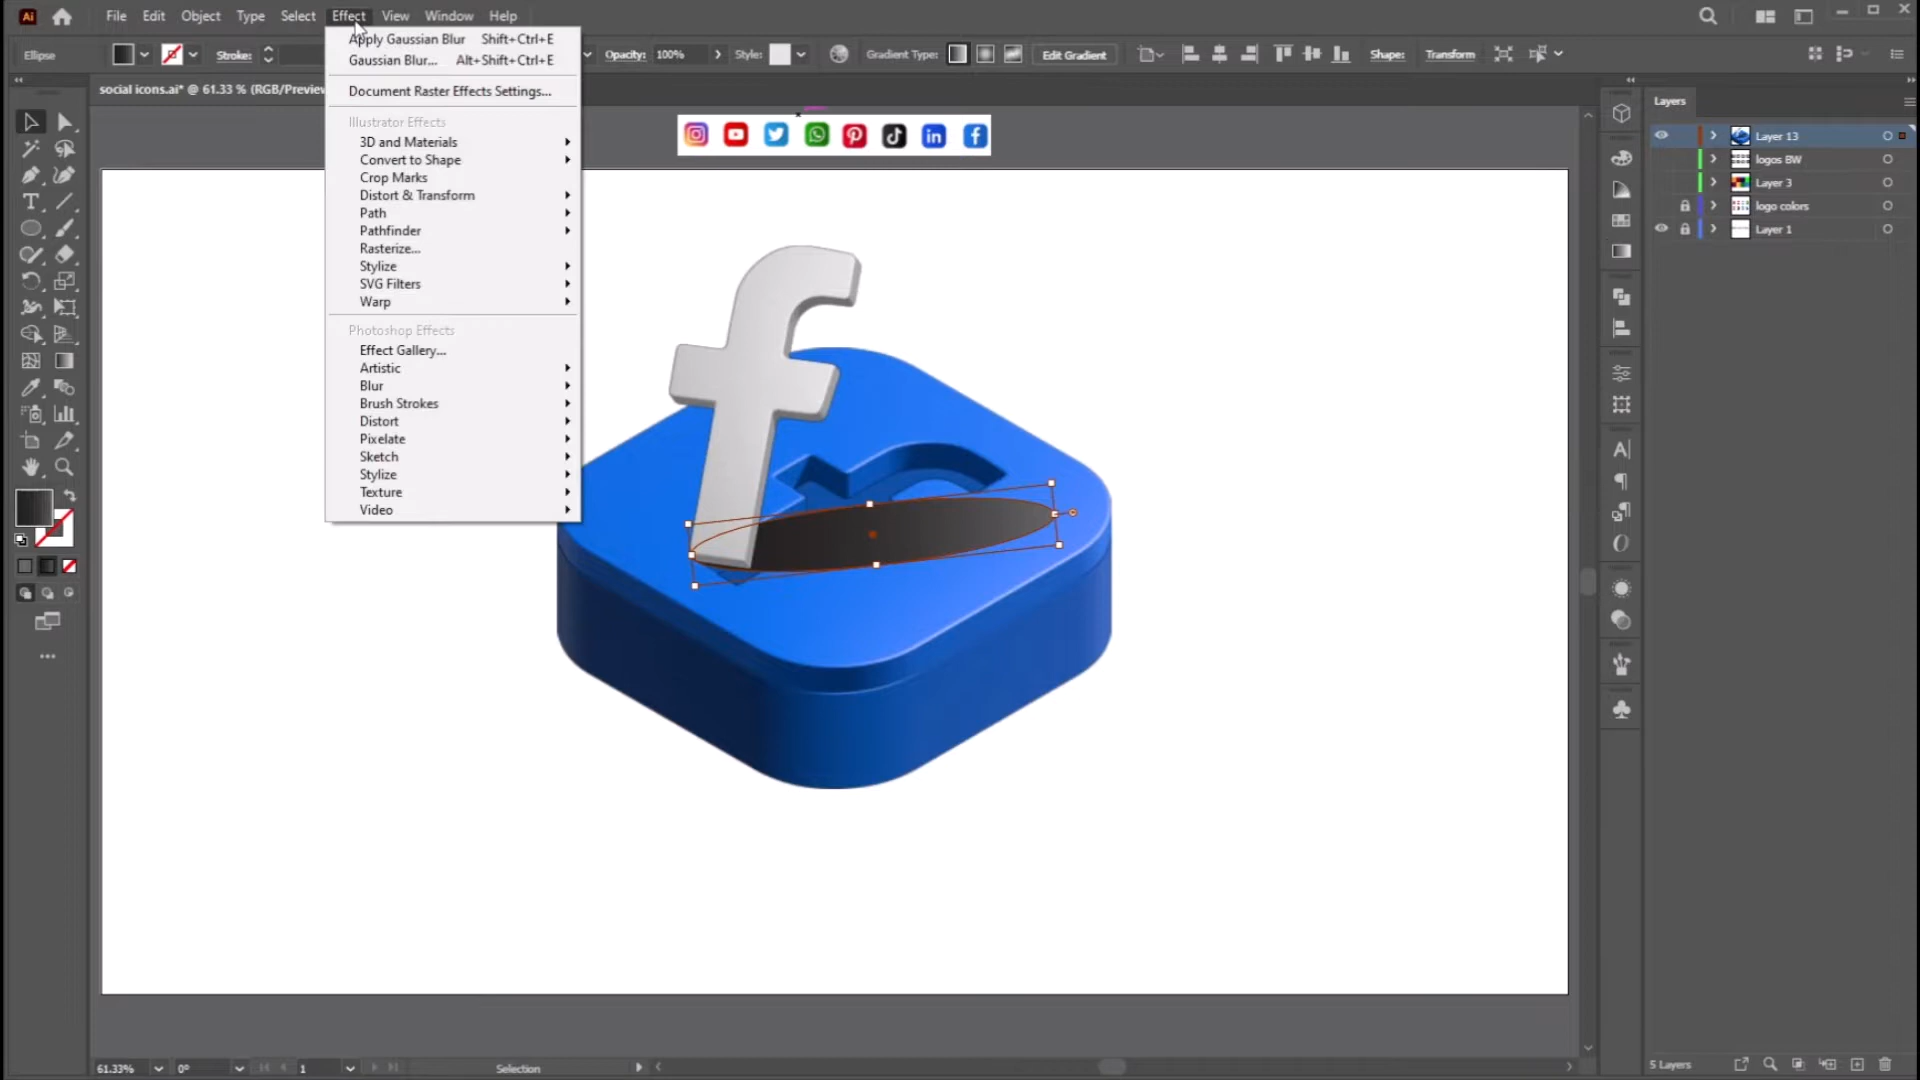 Ai File Edit Object Type Select Effect View Window Help
Ellipse Stroke: Opacity: 100% Style: Gradient Type: Edit Gradient Shape: Transform
social icons.ai* @ 61.33 % (RGB/Preview
Apply Gaussian Blur Shift+Ctrl+E
Gaussian Blur... Alt+Shift+Ctrl+E
Document Raster Effects Settings...
Illustrator Effects
3D and Materials
Convert to Shape
Crop Marks
Distort & Transform
Path
Pathfinder
Rasterize...
Stylize
SVG Filters
Warp
Photoshop Effects
Effect Gallery...
Artistic
Blur
Brush Strokes
Distort
Pixelate
Sketch
Stylize
Texture
Video
in f
f
Layers
Layer 13
logos BW
Layer 3
logo colors
Layer 1
61.33% 0° 1 Selection
5 Layers